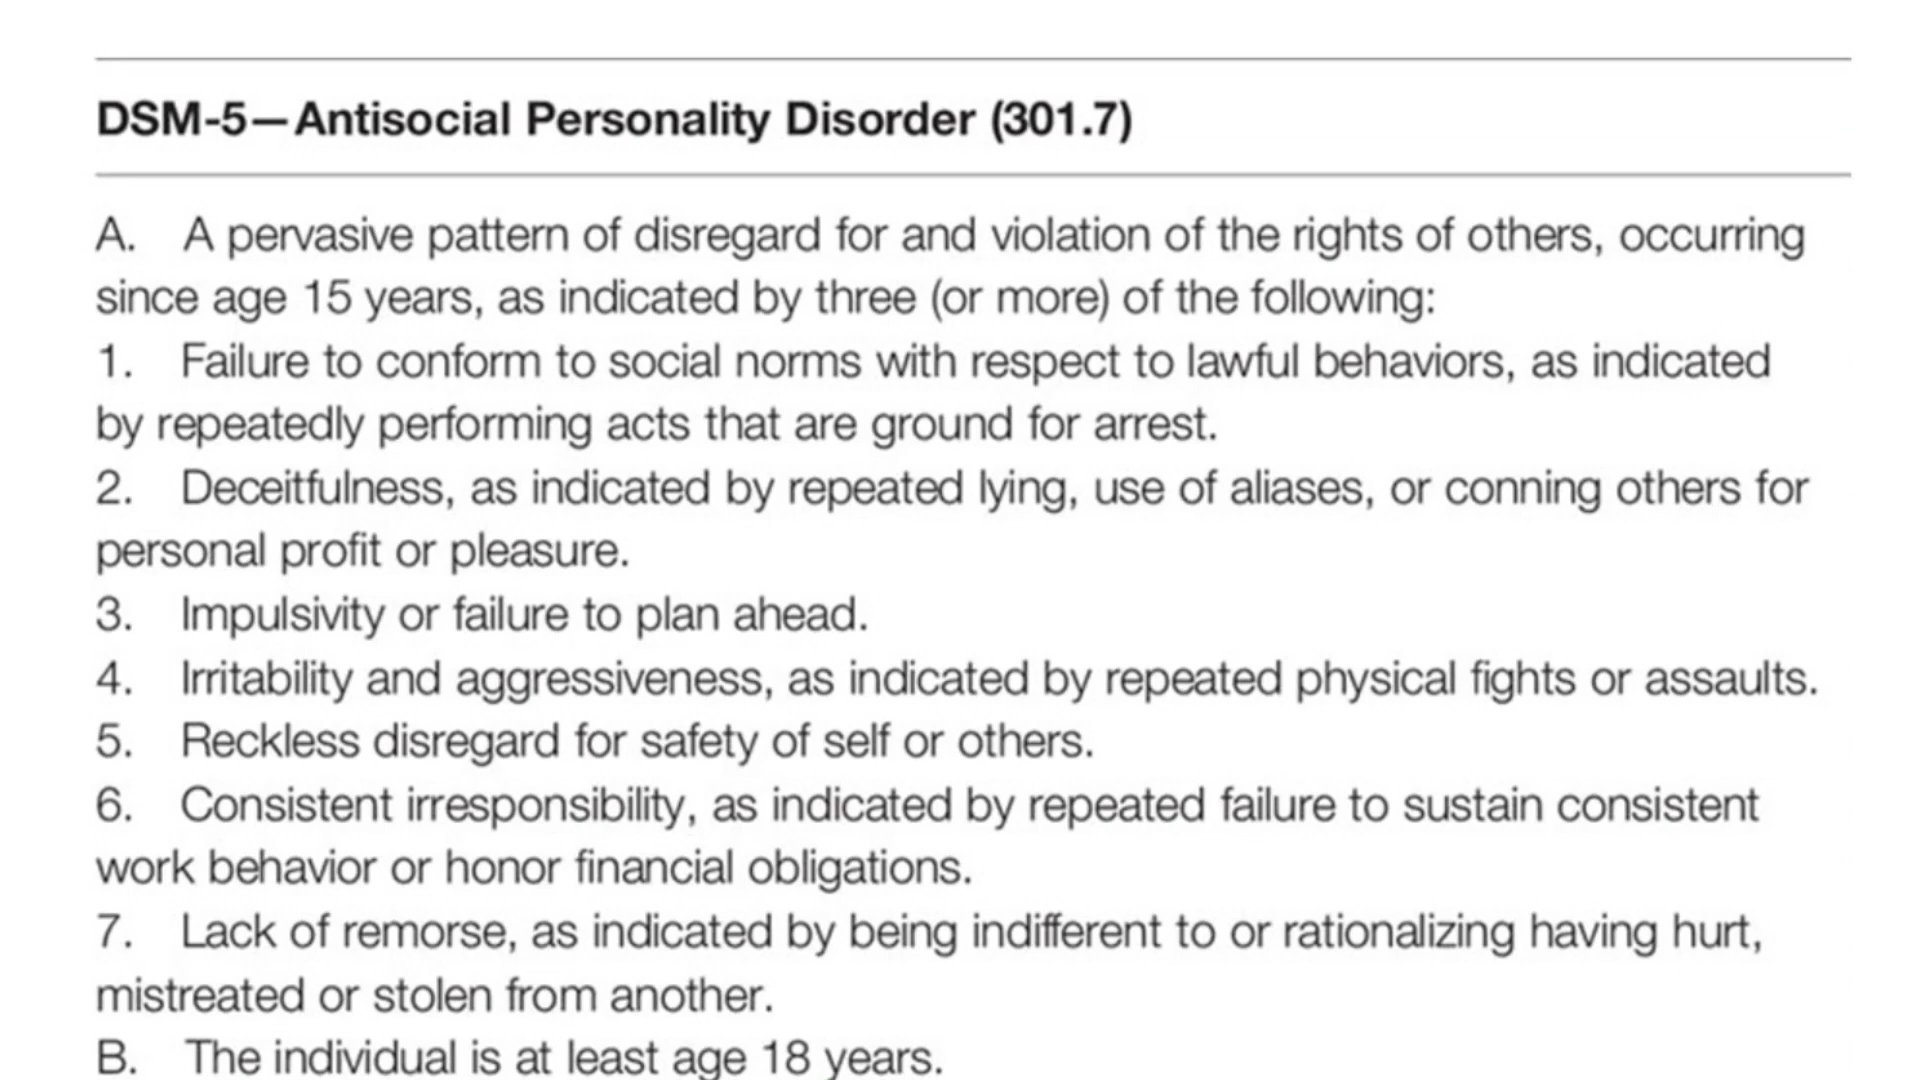 DSM-5—Antisocial Personality Disorder (301.7)
A. A pervasive pattern of disregard for and violation of the rights of others, occurring
since age 15 years, as indicated by three (or more) of the following:
1. Failure to conform to social norms with respect to lawful behaviors, as indicated
by repeatedly performing acts that are ground for arrest.
2. Deceitfulness, as indicated by repeated lying, use of aliases, or conning others for
personal profit or pleasure.
3. Impulsivity or failure to plan ahead.
4. Irritability and aggressiveness, as indicated by repeated physical fights or assaults.
5. Reckless disregard for safety of self or others.
6. Consistent irresponsibility, as indicated by repeated failure to sustain consistent
work behavior or honor financial obligations.
7. Lack of remorse, as indicated by being indifferent to or rationalizing having hurt,
mistreated or stolen from another.
B. The individual is at least age 18 years.